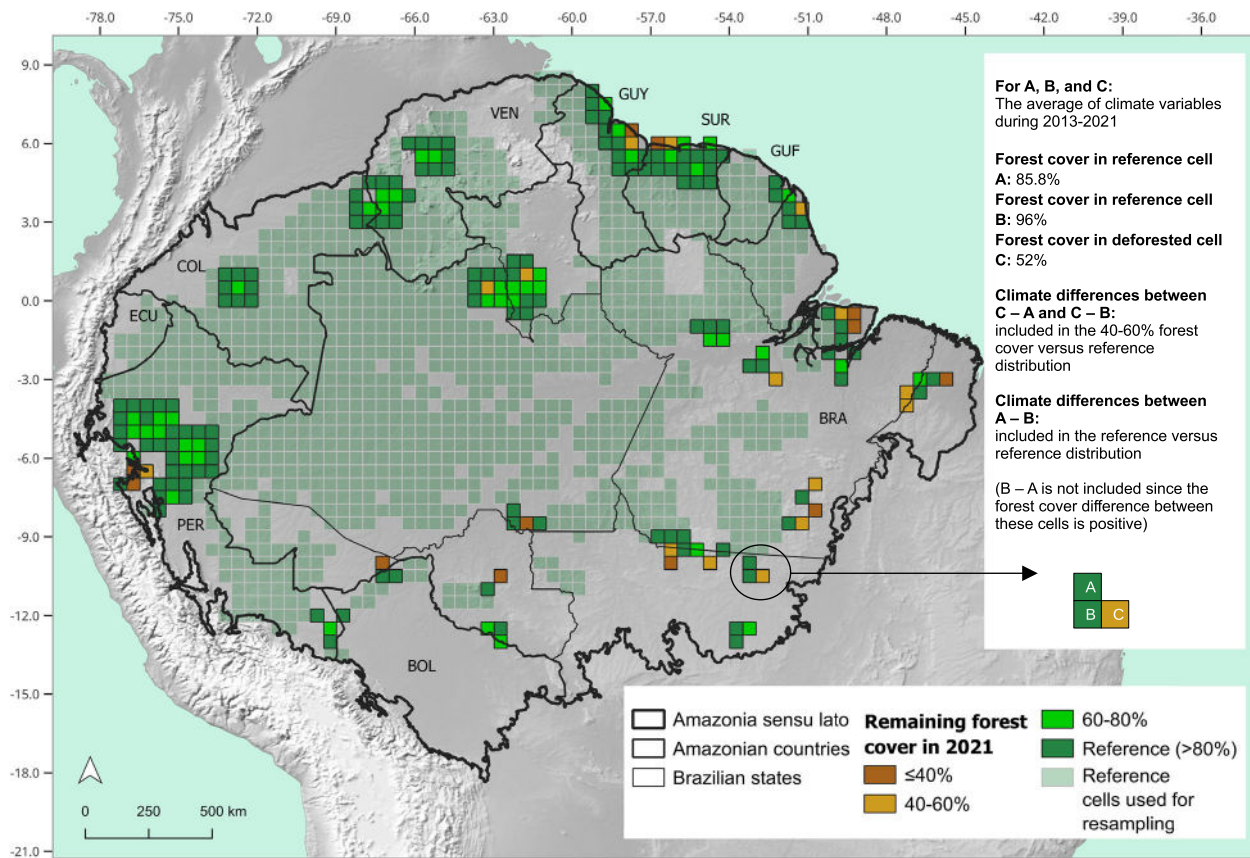 -78.0 -75.0 -72.0 -69.0 -66.0 -63.0 -60.0 -57.0 -54.0 -51.0 -48.0 -45.0 -42.0
9.0
6.0
3.0
0.0
-3.0
-6.0
-9.0
-12.0
-15.0
-18.0
-21.0
VEN
GUY
SUR
GUF
COL
ECU
BRA
PER
BOL
For A, B, and C:
The average of climate variables
during 2013-2021
Forest cover in reference cell
A: 85.8%
Forest cover in reference cell
B: 96%
Forest cover in deforested cell
C: 52%
Climate differences between
C – A and C – B:
included in the 40-60% forest
cover versus reference
distribution
Climate differences between
A – B:
included in the reference versus
reference distribution
(B – A is not included since the
forest cover difference between
these cells is positive)
A
B C
Amazonia sensu lato
Amazonian countries
Brazilian states
Remaining forest
cover in 2021
≤40%
40-60%
60-80%
Reference (>80%)
Reference
cells used for
resampling
0 250 500 km